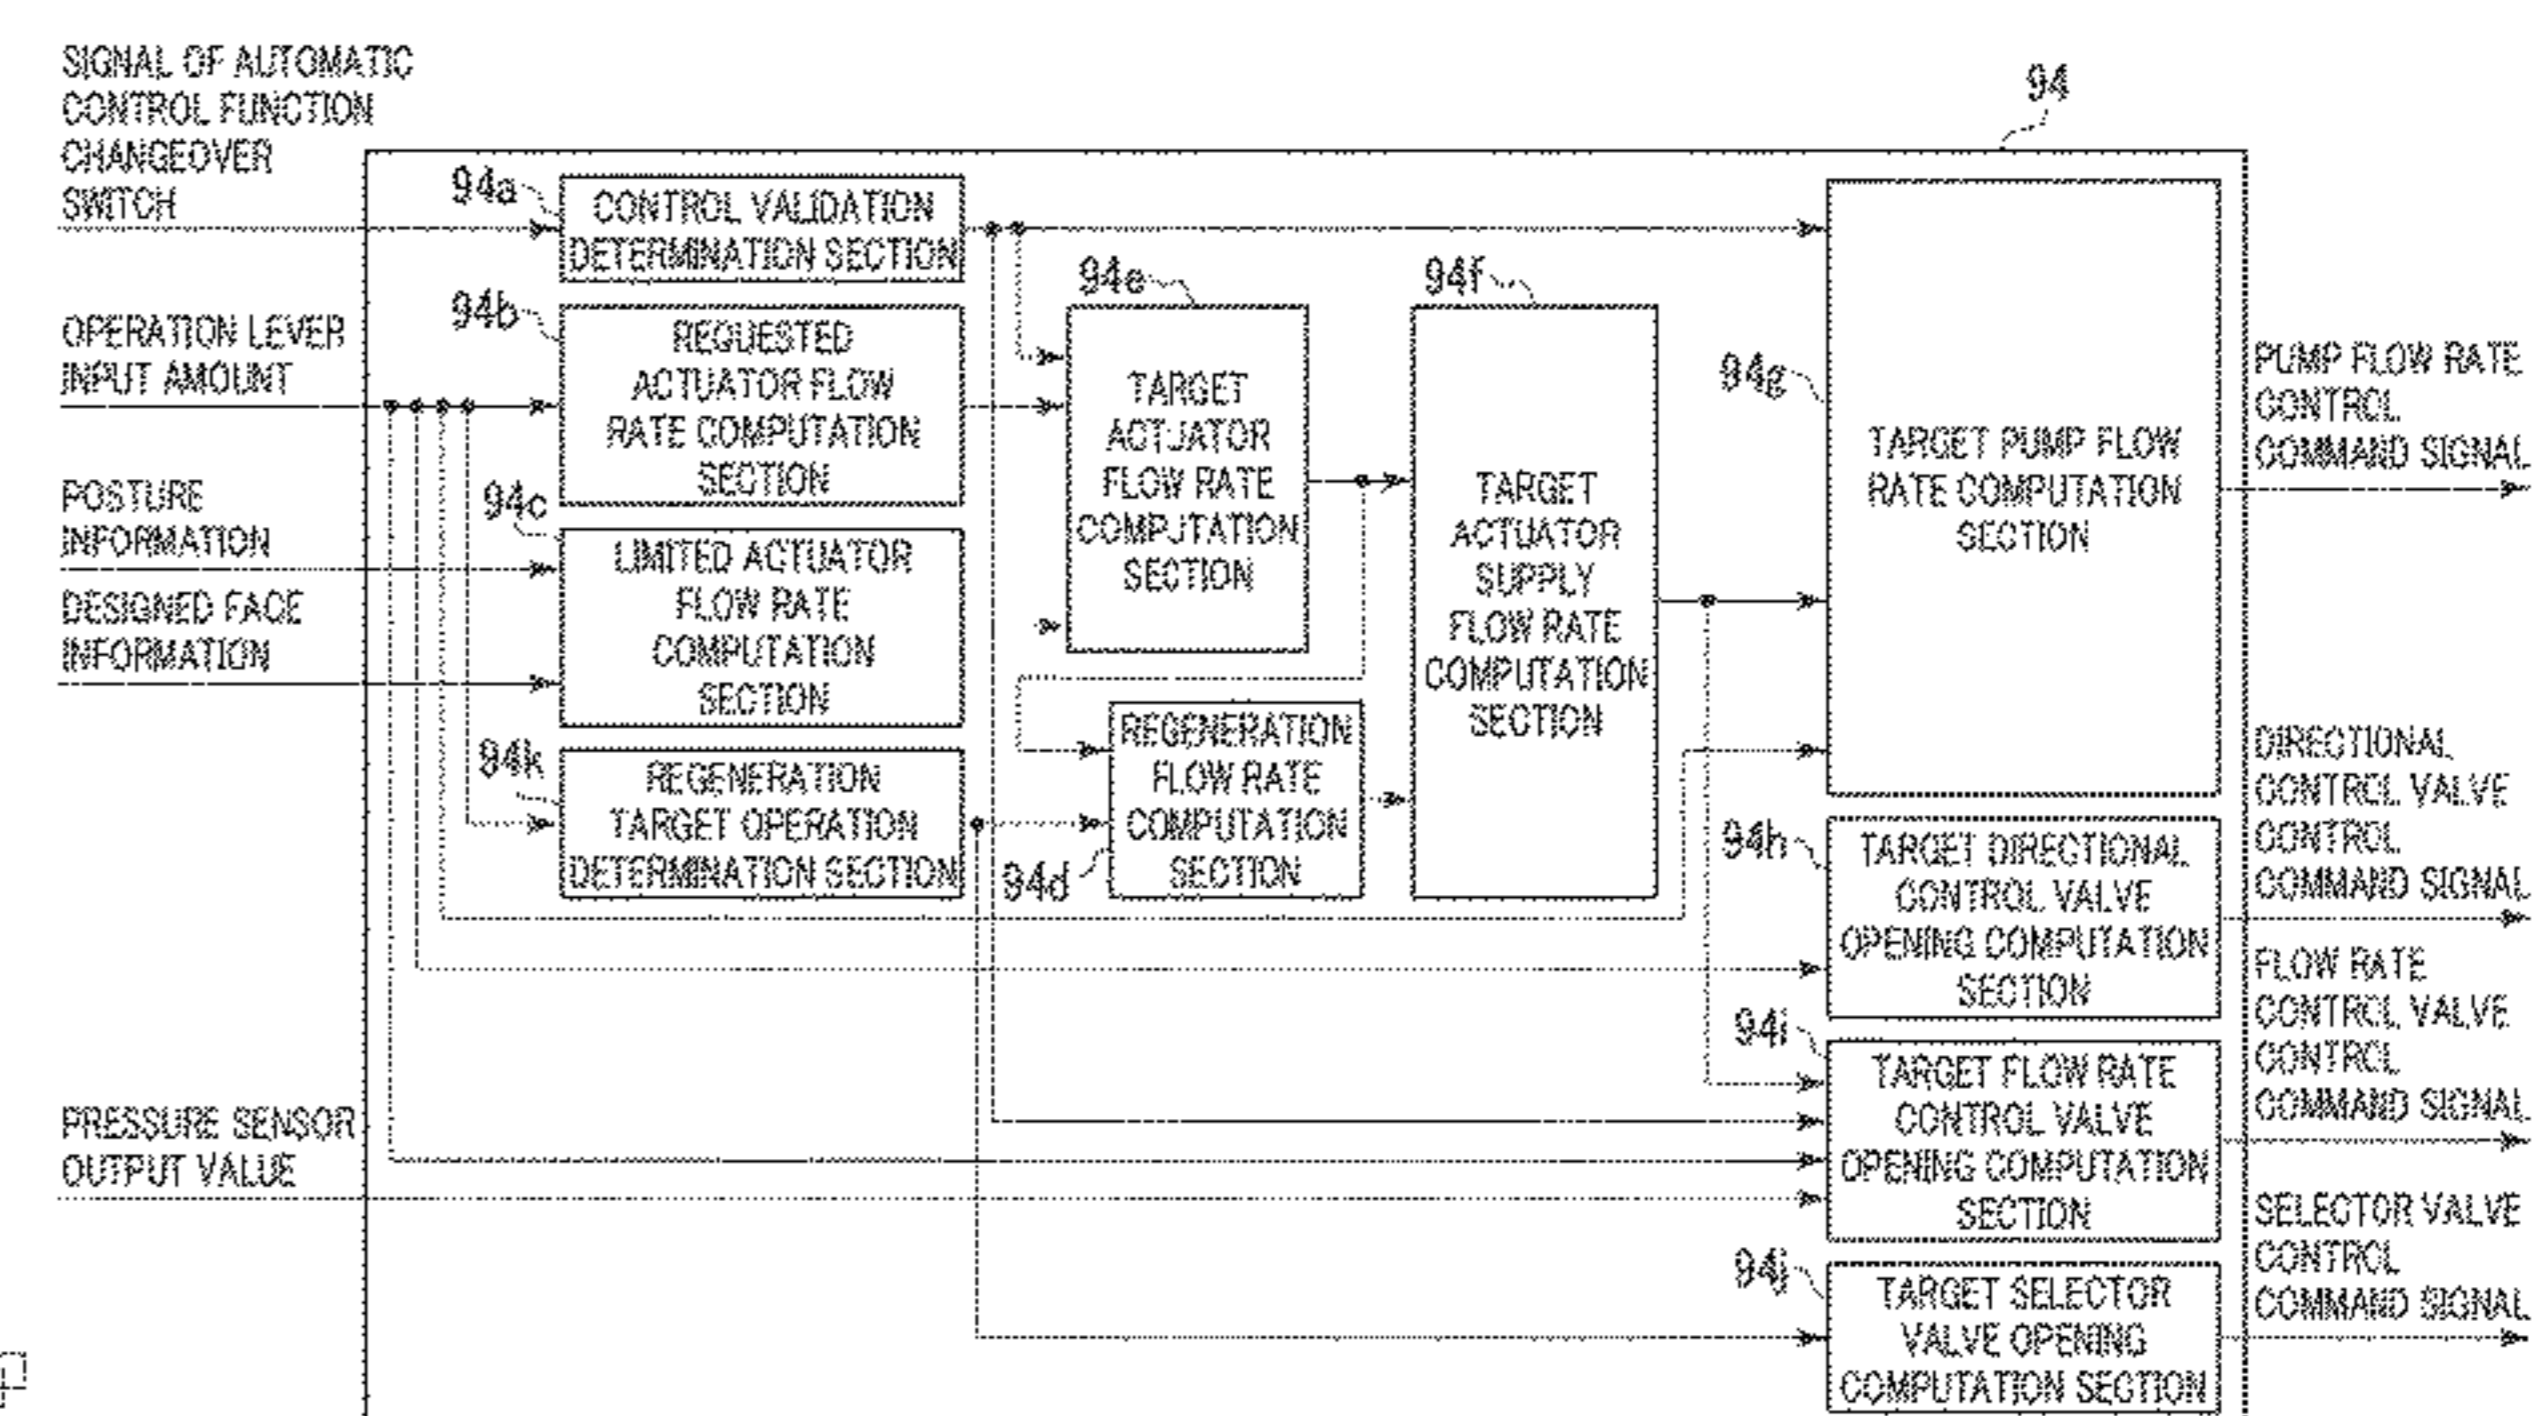 SIGNAL OF AUTOMATIC
CONTROL FUNCTION
CHANGEOVER
SWITCH
OPERATION LEVER
INPUT AMOUNT
POSTURE
INFORMATION
DESIGNED FACE
INFORMATION
PRESSURE SENSOR
OUTPUT VALUE
94
94a
CONTROL VALIDATION
DETERMINATION SECTION
94b
REQUESTED
ACTUATOR FLOW
RATE COMPUTATION
SECTION
94c
LIMITED ACTUATOR
FLOW RATE
COMPUTATION
SECTION
94k
REGENERATION
TARGET OPERATION
DETERMINATION SECTION
94e
TARGET
ACTUATOR
FLOW RATE
COMPUTATION
SECTION
REGENERATION
FLOW RATE
COMPUTATION
SECTION
94d
94f
TARGET
ACTUATOR
SUPPLY
FLOW RATE
COMPUTATION
SECTION
94g
TARGET PUMP FLOW
RATE COMPUTATION
SECTION
94h
TARGET DIRECTIONAL
CONTROL VALVE
OPENING COMPUTATION
SECTION
94i
TARGET FLOW RATE
CONTROL VALVE
OPENING COMPUTATION
SECTION
94j
TARGET SELECTOR
VALVE OPENING
COMPUTATION SECTION
PUMP FLOW RATE
CONTROL
COMMAND SIGNAL
DIRECTIONAL
CONTROL VALVE
CONTROL
COMMAND SIGNAL
FLOW RATE
CONTROL VALVE
CONTROL
COMMAND SIGNAL
SELECTOR VALVE
CONTROL
COMMAND SIGNAL